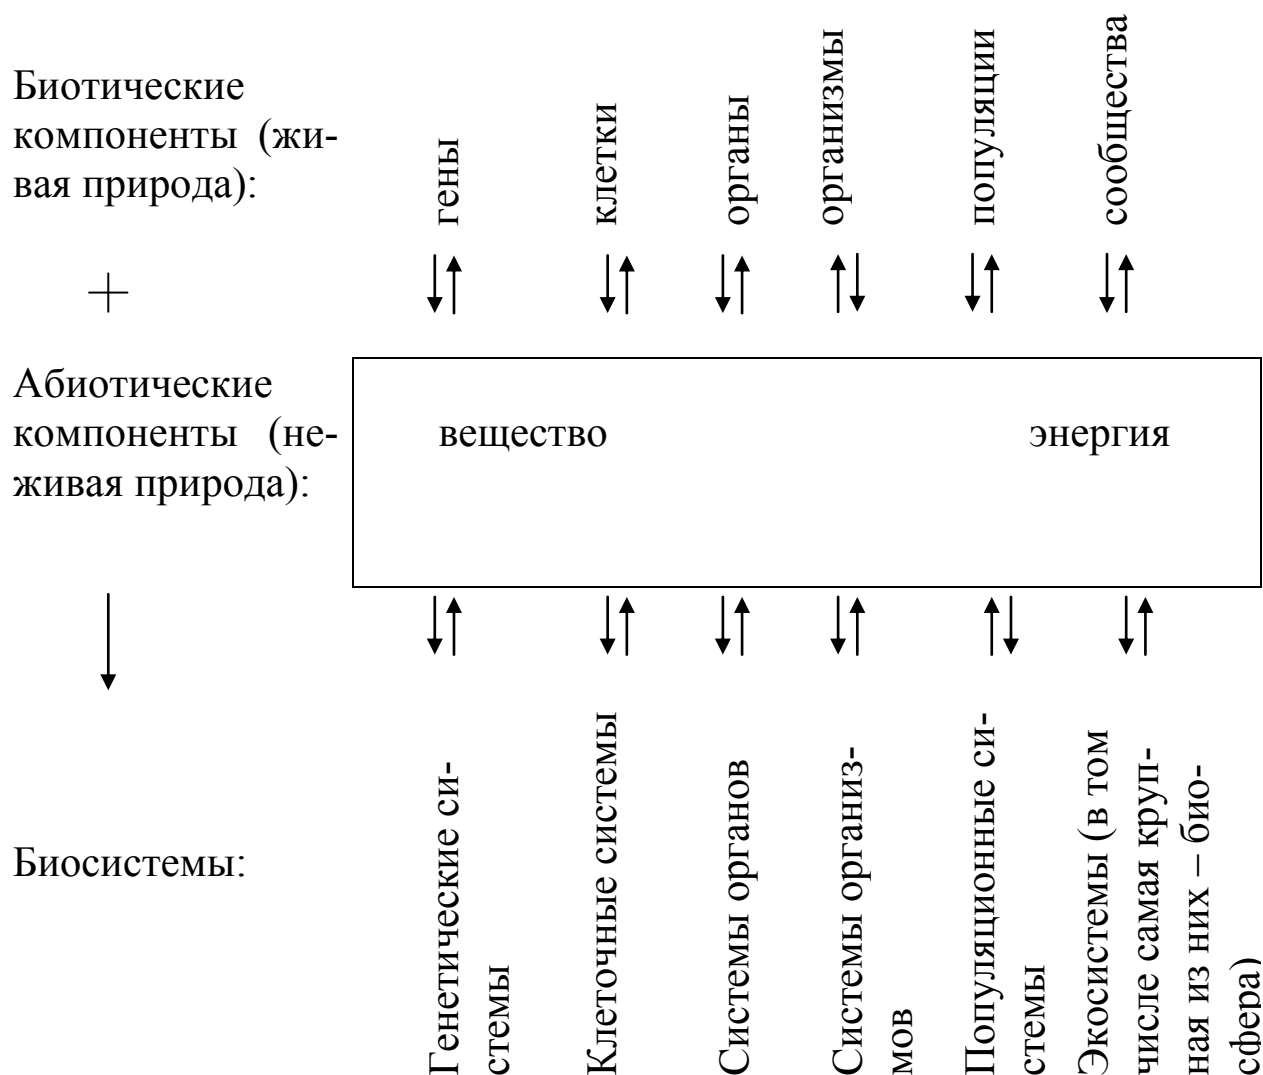 Биотические
компоненты (жи-
вая природа):
гены
клетки
органы
организмы
популяции
сообщества
+
Абиотические
компоненты (не-
живая природа):
вещество
энергия
Биосистемы:
Генетические си-
стемы
Клеточные системы
Системы органов
Системы организ-
мов
Популяционные си-
стемы
Экосистемы (в том
числе самая круп-
ная из них – био-
сфера)